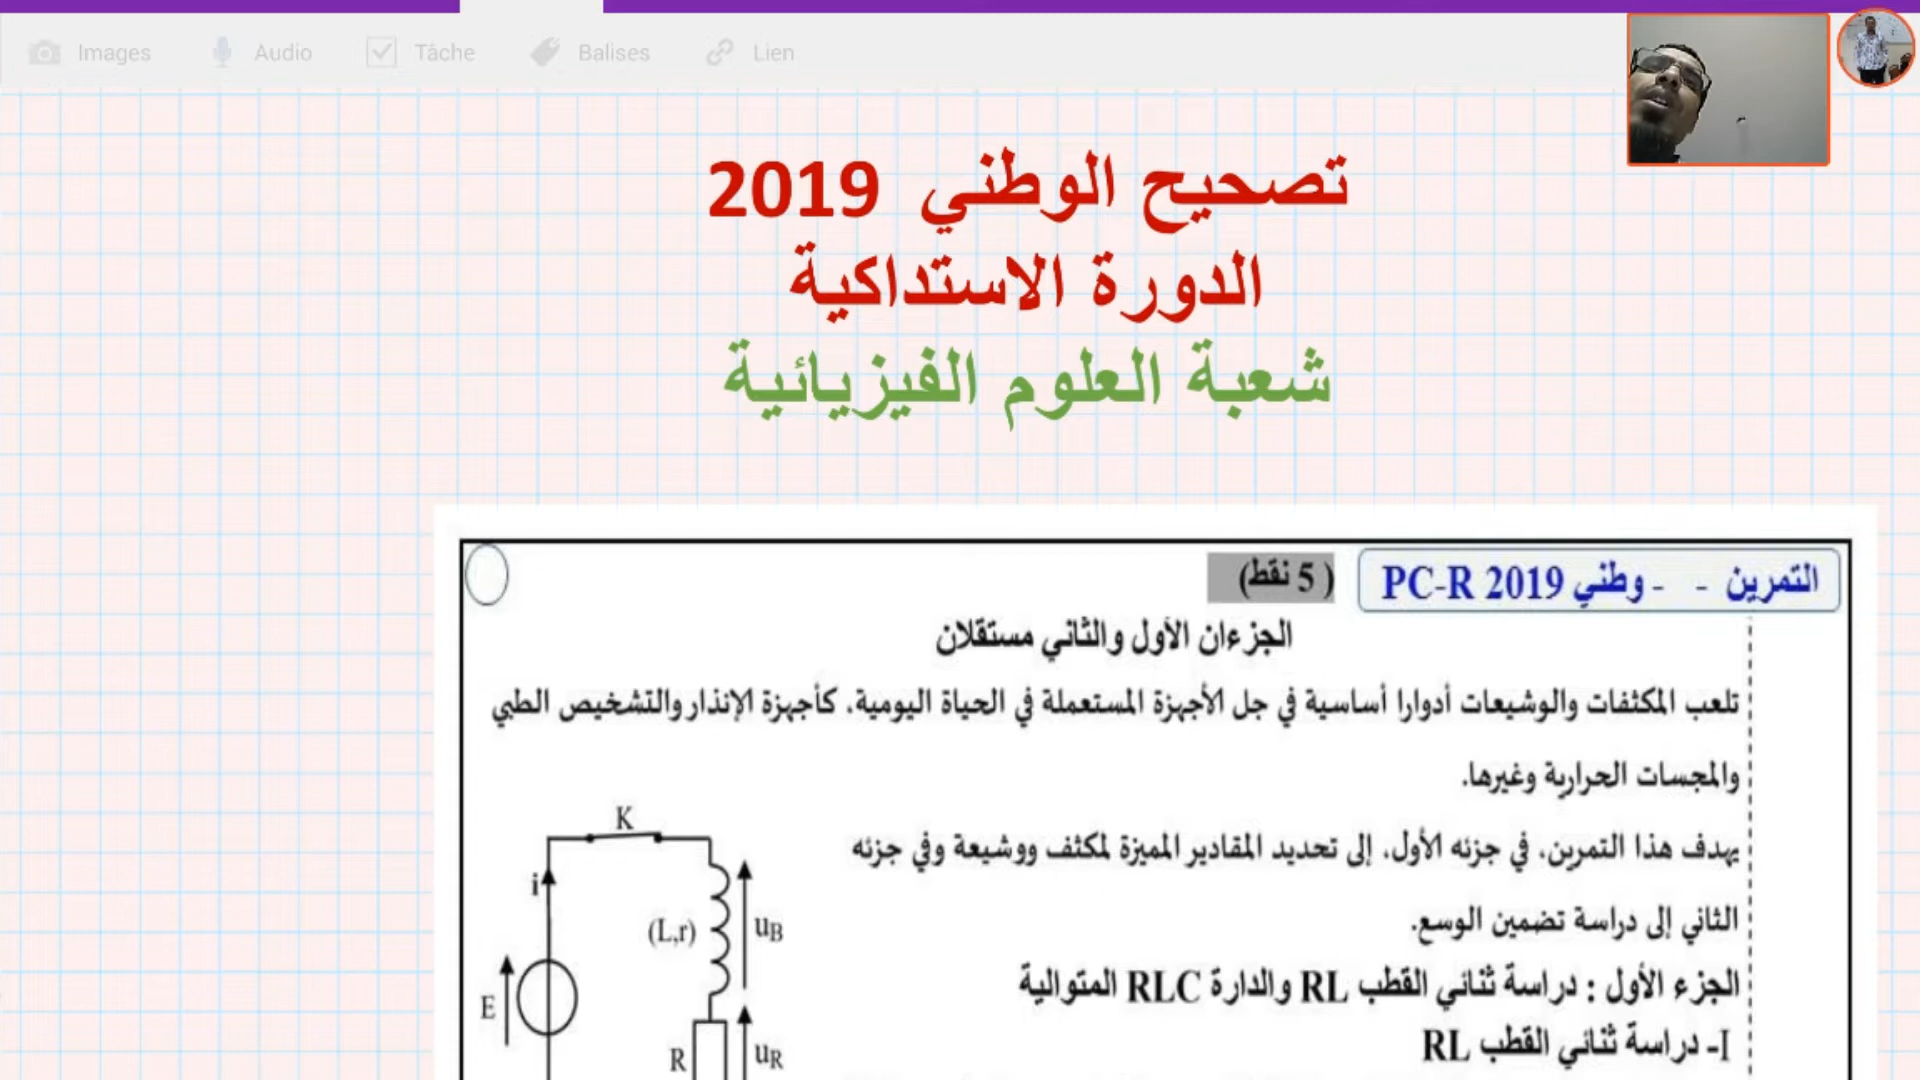 Images Audio Tâche Balises Lien
تصحيح الوطني 2019
الدورة الاستداكية
شعبة العلوم الفيزيائية
التمرين - - وطني PC-R 2019 (5 نقط)
الجزءان الأول والثاني مستقلان
تلعب المكثفات والوشيعات أدوارا أساسية في جل الأجهزة المستعملة في الحياة اليومية، كأجهزة الإنذار والتشخيص الطبي
والمجسات الحرارية وغيرها.
يهدف هذا التمرين، في جزئه الأول، إلى تحديد المقادير المميزة لمكثف ووشيعة وفي جزئه
الثاني إلى دراسة تضمين الوسع.
الجزء الأول : دراسة ثنائي القطب RL والدارة RLC المتوالية
I- دراسة ثنائي القطب RL
K
i
(L,r) uB
E
R uR